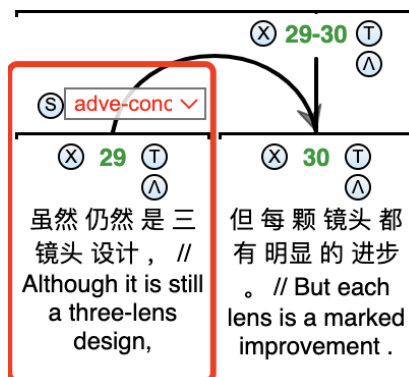 X 29-30 T
Λ
S adve-conc
X 29 T
Λ
虽然 仍然 是 三
镜头 设计 ， //
Although it is still
a three-lens
design,
X 30 T
Λ
但 每 颗 镜头 都
有 明显 的 进步
。 // But each
lens is a marked
improvement .